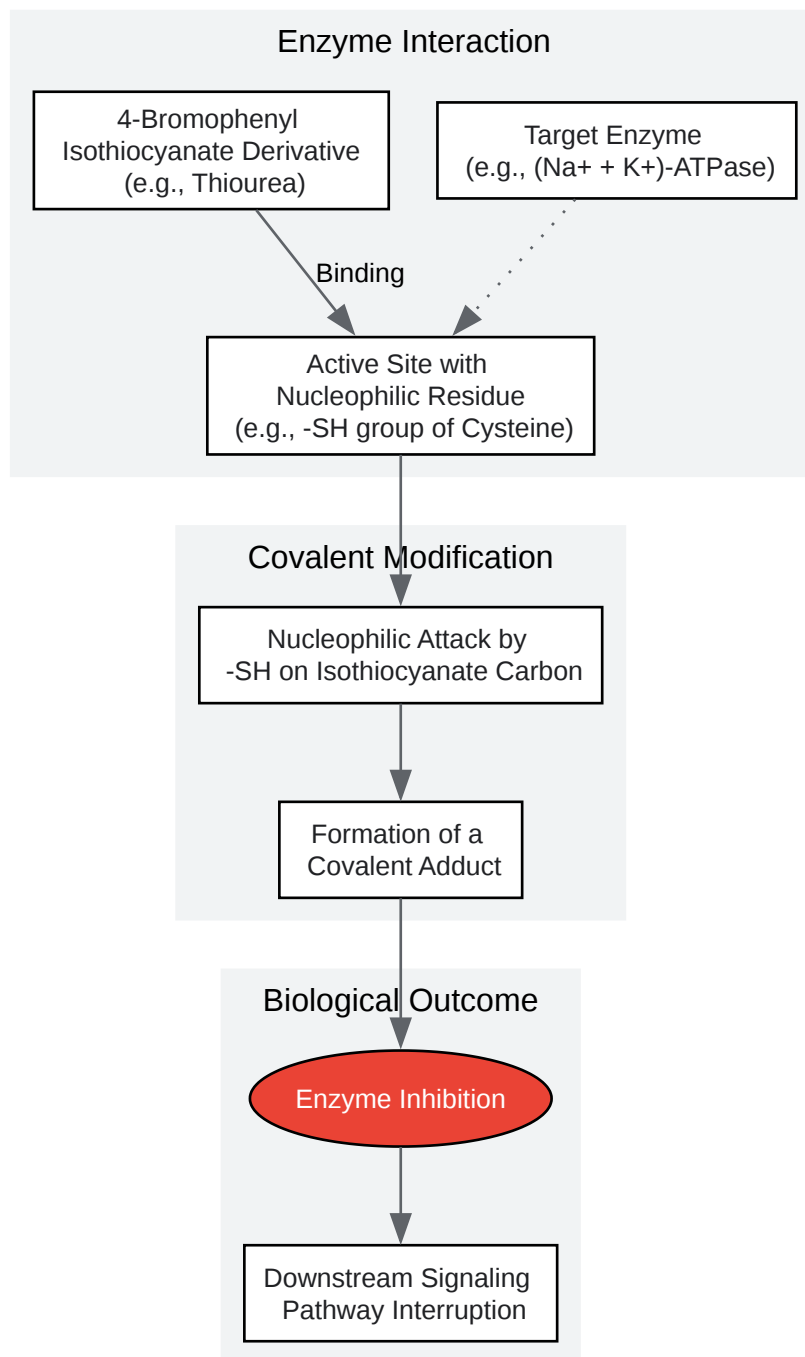 Enzyme Interaction
4-Bromophenyl
Isothiocyanate Derivative
(e.g., Thiourea)
Target Enzyme
(e.g., (Na+ + K+)-ATPase)
Binding
Active Site with
Nucleophilic Residue
(e.g., -SH group of Cysteine)
Covalent Modification
Nucleophilic Attack by
-SH on Isothiocyanate Carbon
Formation of a
Covalent Adduct
Biological Outcome
Enzyme Inhibition
Downstream Signaling
Pathway Interruption